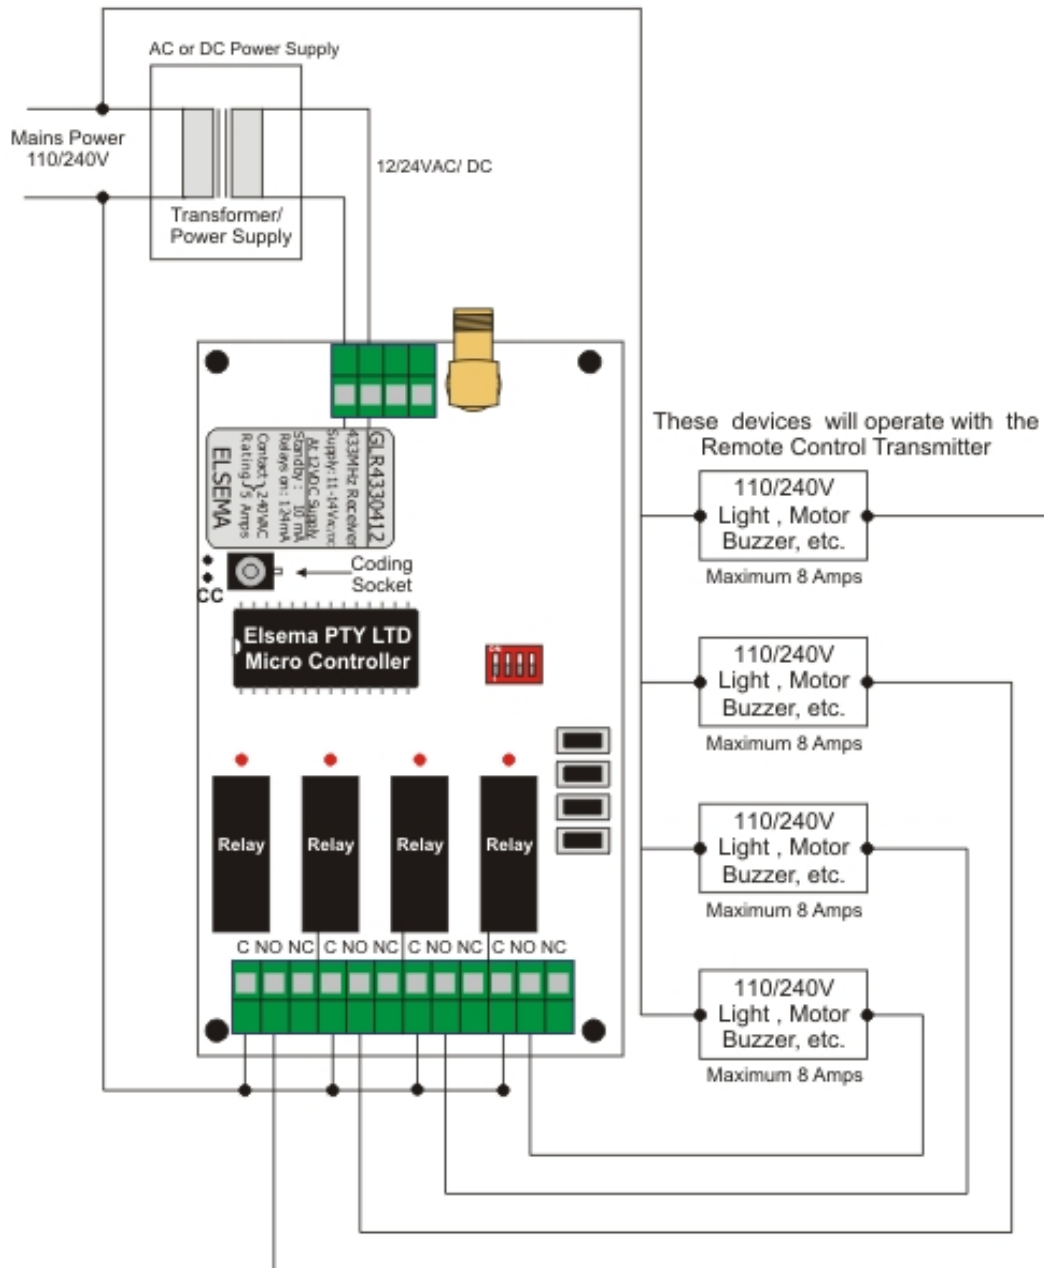 AC or DC Power Supply
Mains Power
110/240V
12/24VAC/ DC
Transformer/
Power Supply
GLR4330412
433MHz Receiver
Supply: 11 -14VAC/DC
At 12VDC Supply
Standby : 10 mA
Relays on : 124mA
Contact 240VAC
Rating 5 Amps
ELSEMA
Coding
Socket
CC
Elsema PTY LTD
Micro Controller
ON
Relay
Relay
Relay
Relay
C NO NC C NO NC C NO NC C NO NC
These devices will operate with the
Remote Control Transmitter
110/240V
Light , Motor
Buzzer, etc.
Maximum 8 Amps
110/240V
Light , Motor
Buzzer, etc.
Maximum 8 Amps
110/240V
Light , Motor
Buzzer, etc.
Maximum 8 Amps
110/240V
Light , Motor
Buzzer, etc.
Maximum 8 Amps